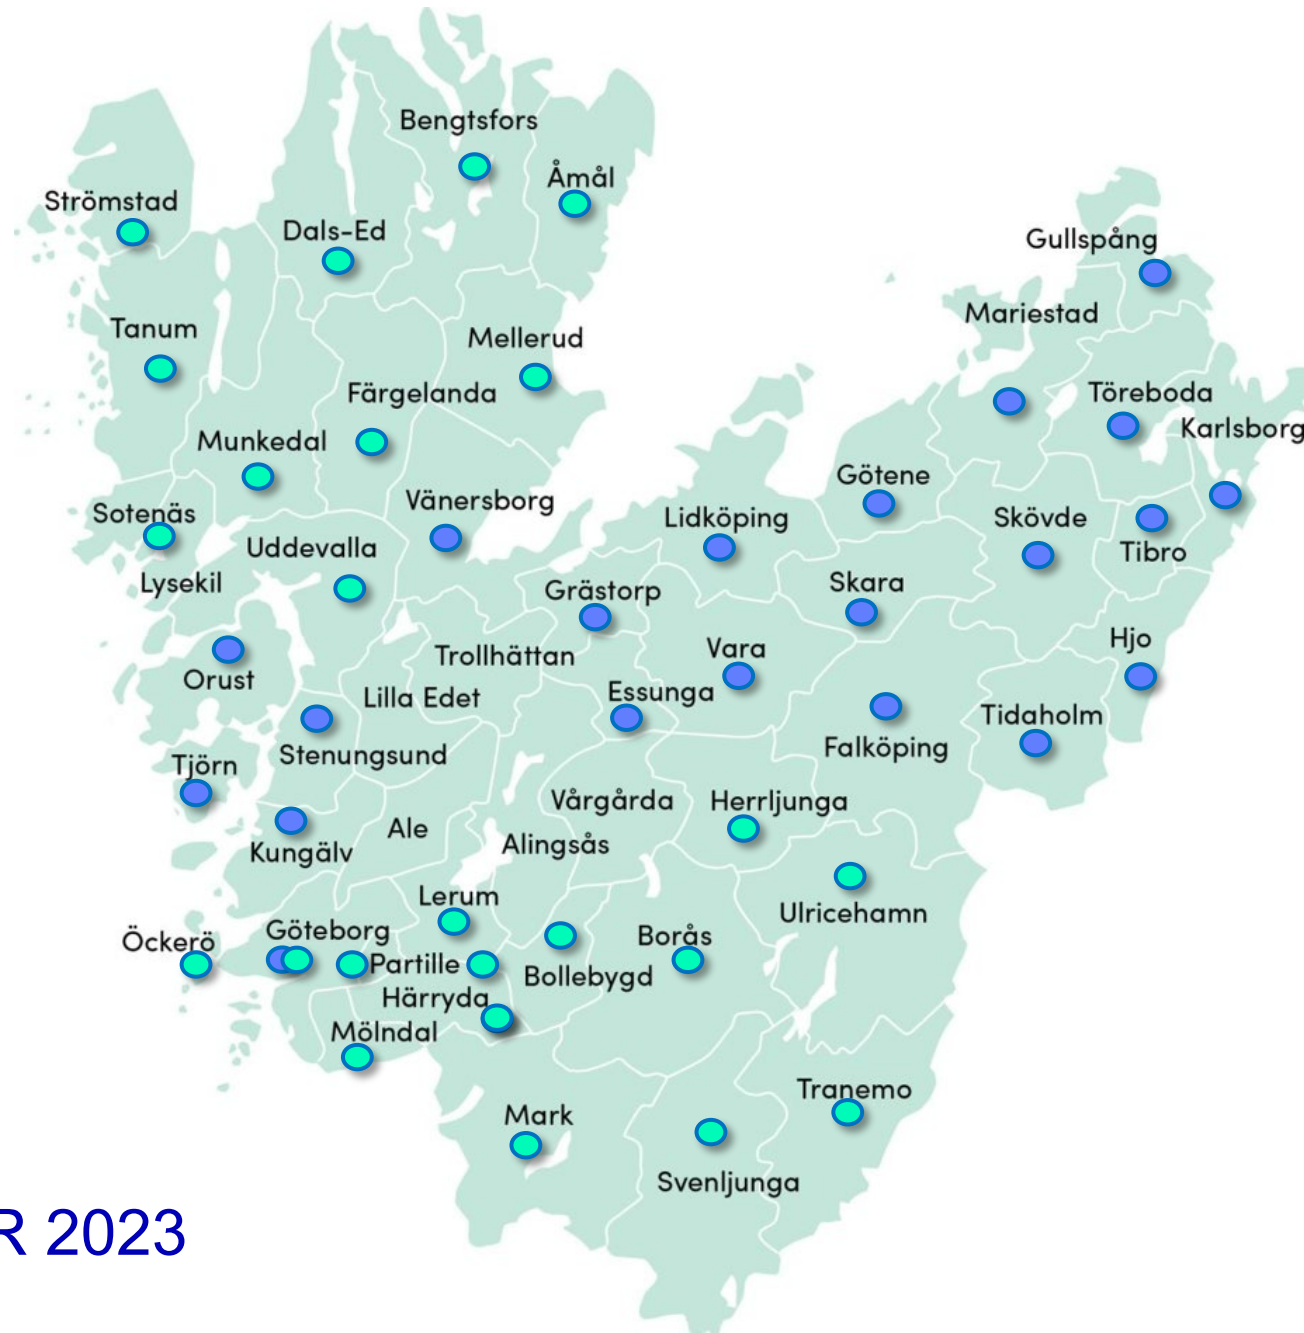 Bengtsfors
Åmål
Strömstad
Dals-Ed
Gullspång
Mariestad
Tanum
Mellerud
Färgelanda
Töreboda
Karlsborg
Munkedal
Götene
Vänersborg
Sotenäs
Lidköping
Skövde
Uddevalla
Tibro
Lysekil
Grästorp
Skara
Hjo
Trollhättan
Vara
Orust
Lilla Edet
Essunga
Tidaholm
Stenungsund
Falköping
Tjörn
Vårgårda
Herrljunga
Ale
Alingsås
Kungälv
Lerum
Ulricehamn
Göteborg
Borås
Öckerö
Partille
Bollebygd
Härryda
Mölndal
Tranemo
Mark
Svenljunga
R 2023